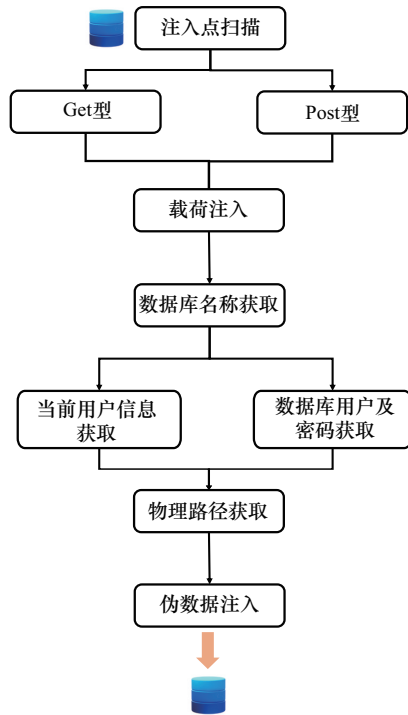 注入点扫描
Get型
Post型
载荷注入
数据库名称获取
当前用户信息
获取
数据库用户及
密码获取
物理路径获取
伪数据注入